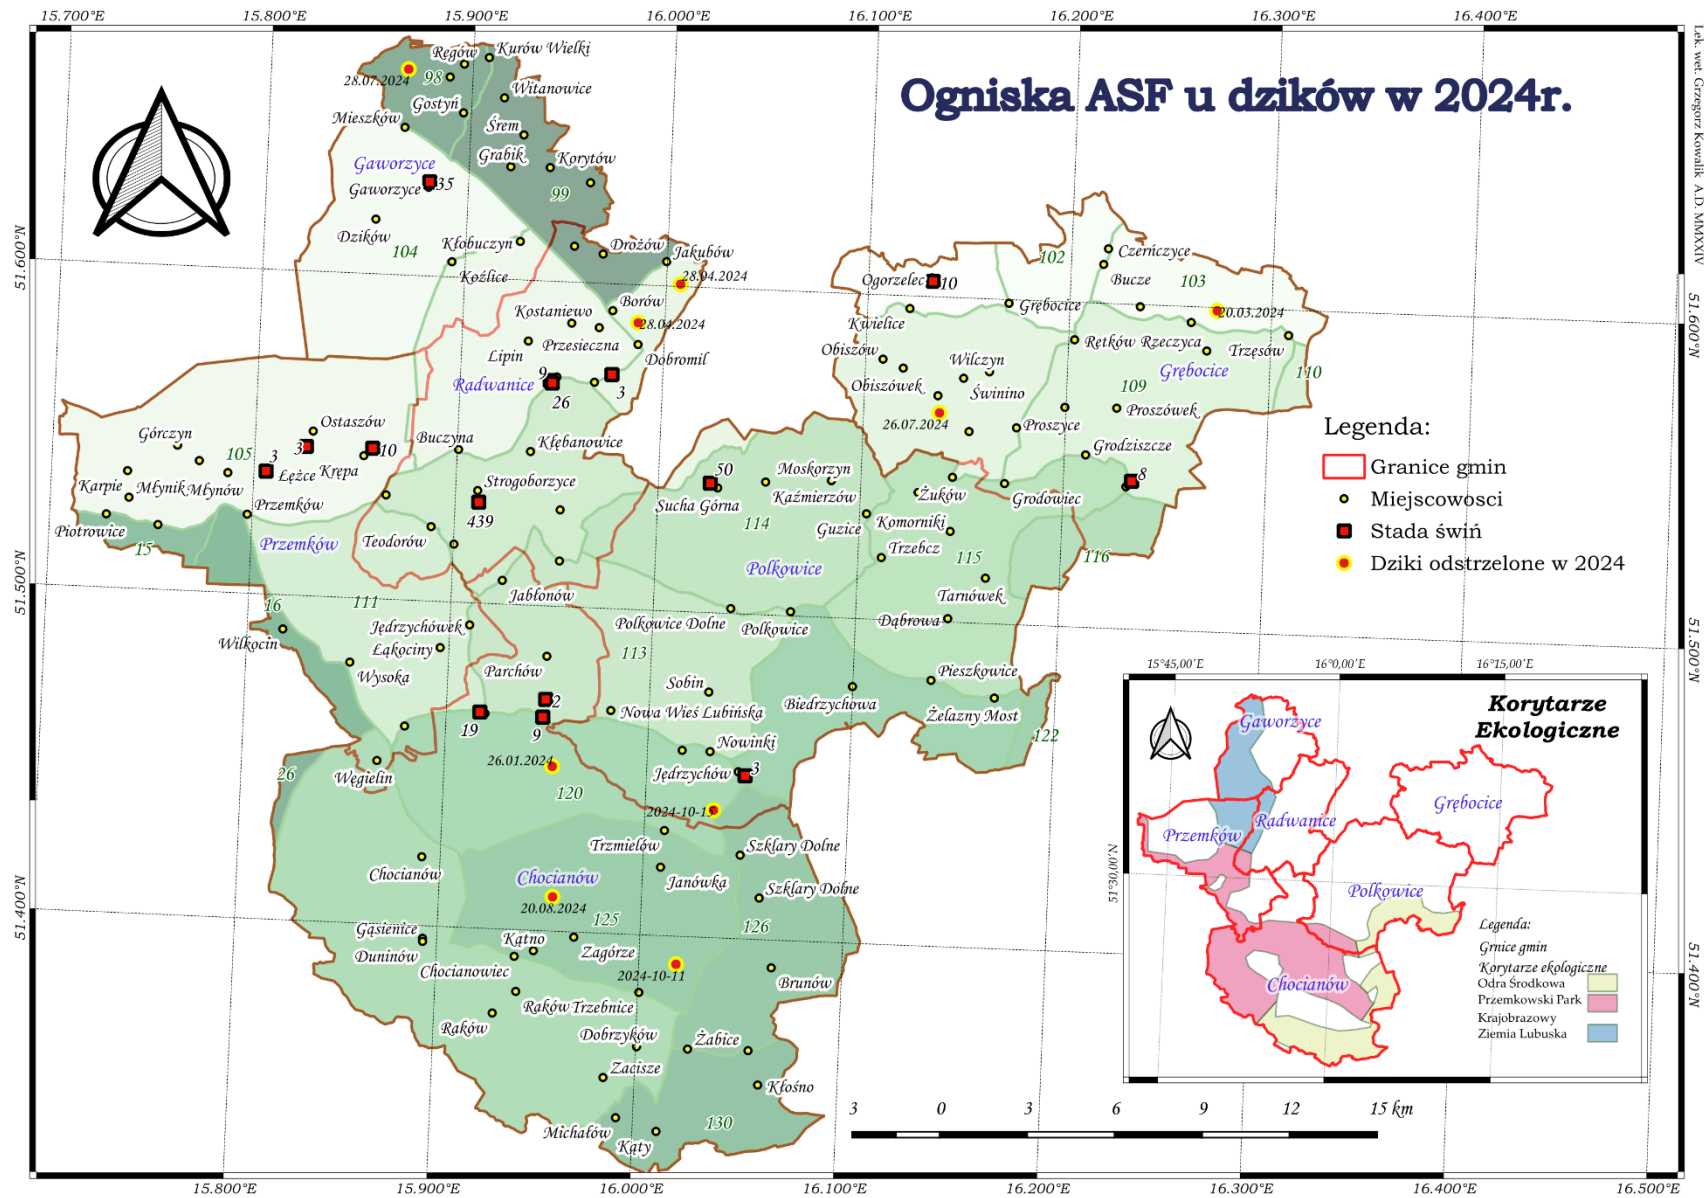 15.700°E 15.800°E 15.900°E 16.000°E 16.100°E 16.200°E 16.300°E 16.400°E
Lek. wet. Grzegorz Kowalik A.D. MMXXIV
Ogniska ASF u dzików w 2024r.
Kurów Wielki
Ręgów
98
28.07.2024
Witanowice
Gostyń
Mieszków
Śrem
Gaworzyce
Grabik
Korytów
Gaworzyce
35
99
Dzików
104
Kłobuczyn
Drożów
Jakubów
Koźlice
28.04.2024
51.600°N
Borów
Kostaniewo
28.04.2024
Przesieczna
Lipin
Dobromil
Radwanice
9
26
3
Czerńczyce
102
Bucze
103
Ogorzelec
10
Grębocice
20.03.2024
51.600°N
Kwielice
Obiszów
Retków
Rzeczyca
Trzęsów
Wilczyn
Grębocice
110
Obiszówek
Świnino
109
26.07.2024
Proszówek
Proszyce
Grodziszcze
8
Legenda:
Granice gmin
Miejscowosci
Stada świń
Dziki odstrzelone w 2024
Ostaszów
Górczyn
Buczyna
Kłębanowice
3
10
105
3
Łężce
Krępa
Karpie
Młynik
Młynów
Strogoborzyce
Przemków
439
Piotrowice
15
Przemków
Teodorów
50
Moskorzyn
Sucha Górna
Kaźmierzów
Żuków
Grodowiec
114
Guzice
Komorniki
Trzebcz
115
116
Polkowice
51.500°N
Jabłonów
Tarnówek
111
16
Wilkocin
Jędrzychówek
Polkowice Dolne
Polkowice
Dąbrowa
Łąkociny
113
51.500°N
Wysoka
Parchów
Sobin
Pieszkowice
Biedrzychowa
Żelazny Most
2
19
9
Nowa Wieś Lubińska
122
Nowinki
26.01.2024
Jędrzychów
3
26
Węgielin
120
2024-10-15
Trzmielów
Szklary Dolne
Chocianów
Chocianów
Janówka
Szklary Dolne
20.08.2024
51.400°N
125
126
Gąsienice
Kątno
Duninów
Zagórze
Chocianowiec
2024-10-11
Brunów
51.400°N
Raków
Trzebnice
Raków
Dobrzyków
Żabice
Zacisze
Kłośno
Michałów
Kąty
130
3 0 3 6 9 12 15 km
15°45,00'E 16°0,00'E 16°15,00'E
Korytarze
Ekologiczne
Gaworzyce
Grębocice
Przemków
Radwanice
51°30,00'N
Polkowice
Chocianów
Legenda:
Grnice gmin
Korytarze ekologiczne
Odra Środkowa
Przemkowski Park
Krajobrazowy
Ziemia Lubuska
15.800°E 15.900°E 16.000°E 16.100°E 16.200°E 16.300°E 16.400°E 16.500°E